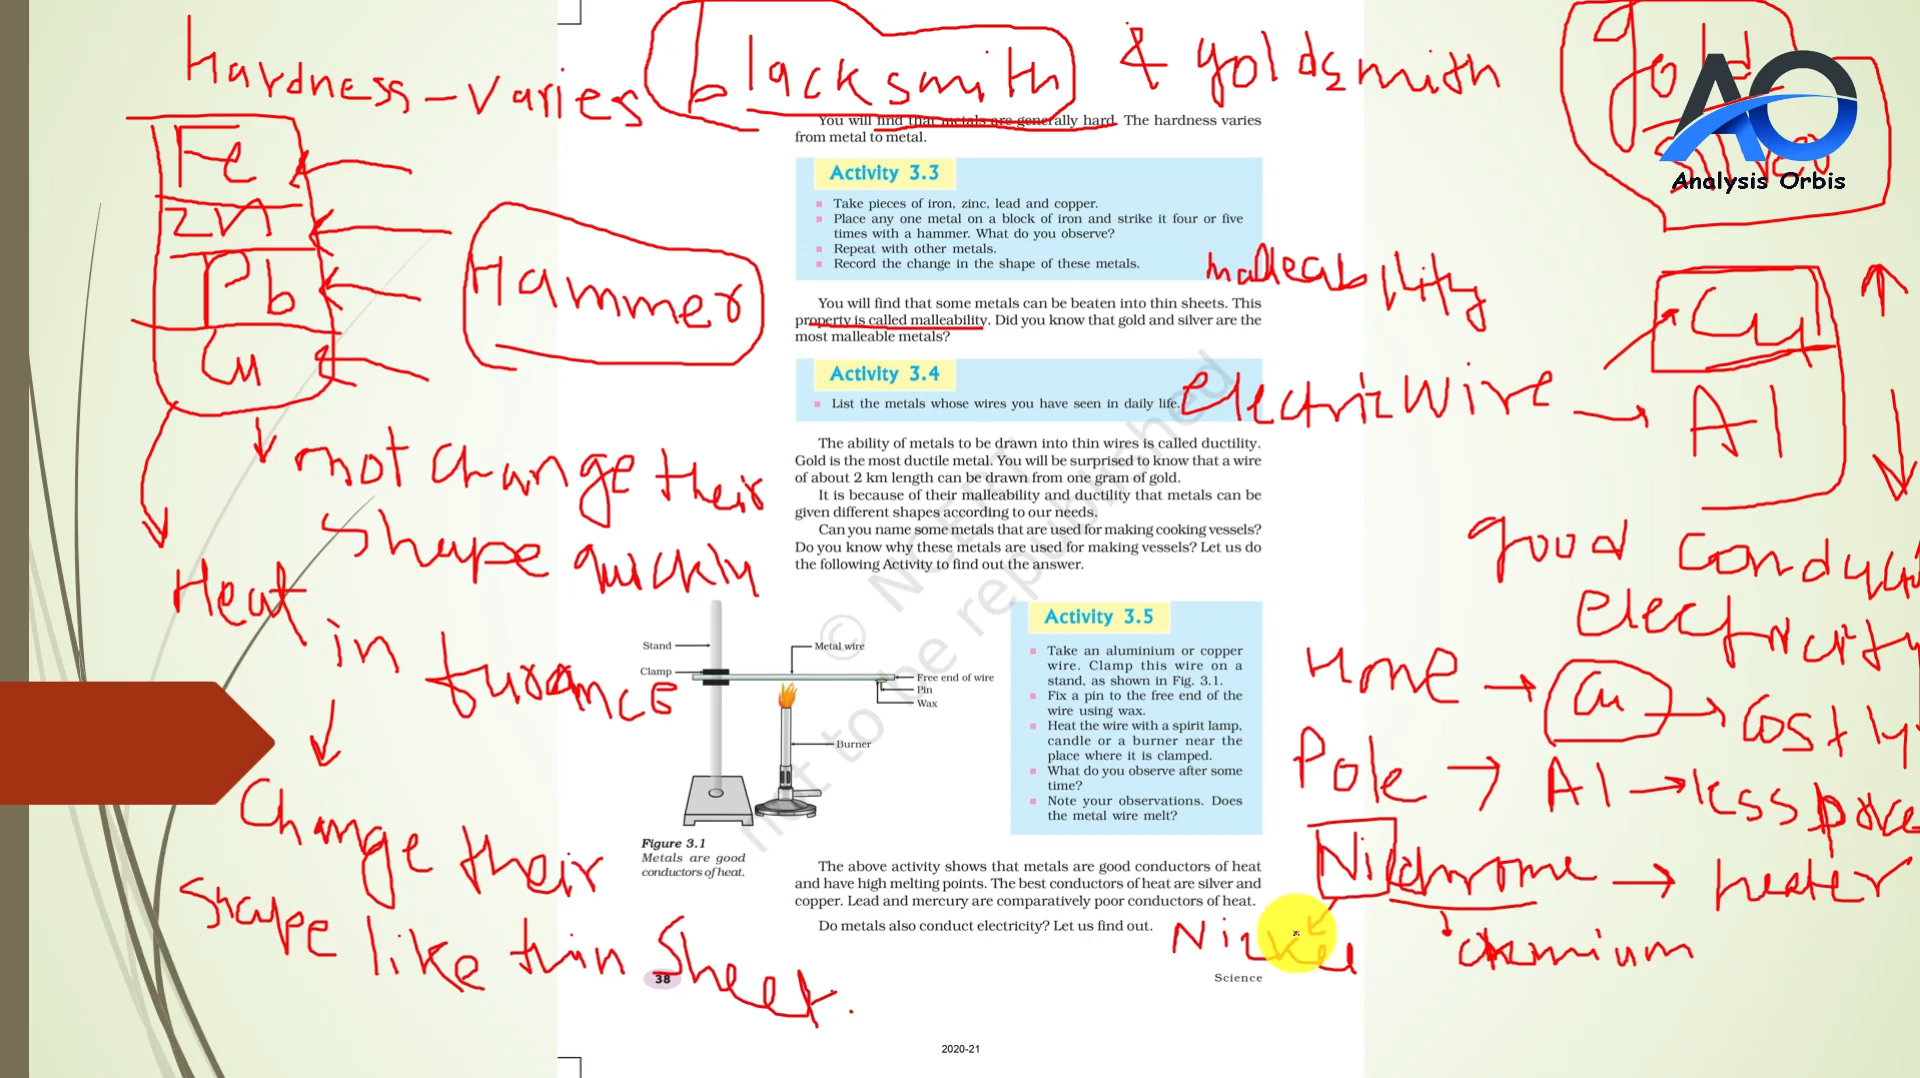 Hardness - Varies
blacksmith & goldsmith
gold
AO
Analysis Orbis
Fe
Zn
Pb
Cu
Hammer
not change their
shape quickly
Heat in furnance
Change their
shape like thin Sheet.
You will find that metals are generally hard. The hardness varies
from metal to metal.
Activity 3.3
Take pieces of iron, zinc, lead and copper.
Place any one metal on a block of iron and strike it four or five
times with a hammer. What do you observe?
Repeat with other metals.
Record the change in the shape of these metals.
You will find that some metals can be beaten into thin sheets. This
property is called malleability. Did you know that gold and silver are the
most malleable metals?
Activity 3.4
List the metals whose wires you have seen in daily life.
The ability of metals to be drawn into thin wires is called ductility.
Gold is the most ductile metal. You will be surprised to know that a wire
of about 2 km length can be drawn from one gram of gold.
It is because of their malleability and ductility that metals can be
given different shapes according to our needs.
Can you name some metals that are used for making cooking vessels?
Do you know why these metals are used for making vessels? Let us do
the following Activity to find out the answer.
Stand
Clamp
Metal wire
Free end of wire
Pin
Wax
Burner
Figure 3.1
Metals are good
conductors of heat.
Activity 3.5
Take an aluminium or copper
wire. Clamp this wire on a
stand, as shown in Fig. 3.1.
Fix a pin to the free end of the
wire using wax.
Heat the wire with a spirit lamp,
candle or a burner near the
place where it is clamped.
What do you observe after some
time?
Note your observations. Does
the metal wire melt?
The above activity shows that metals are good conductors of heat
and have high melting points. The best conductors of heat are silver and
copper. Lead and mercury are comparatively poor conductors of heat.
Do metals also conduct electricity? Let us find out.
38
Science
2020-21
© NCERT
not to be republished
malleability
Electric Wire
Cu
Al
good
Electricity
Cu
Costly
Pole Al less
Nichrome heater